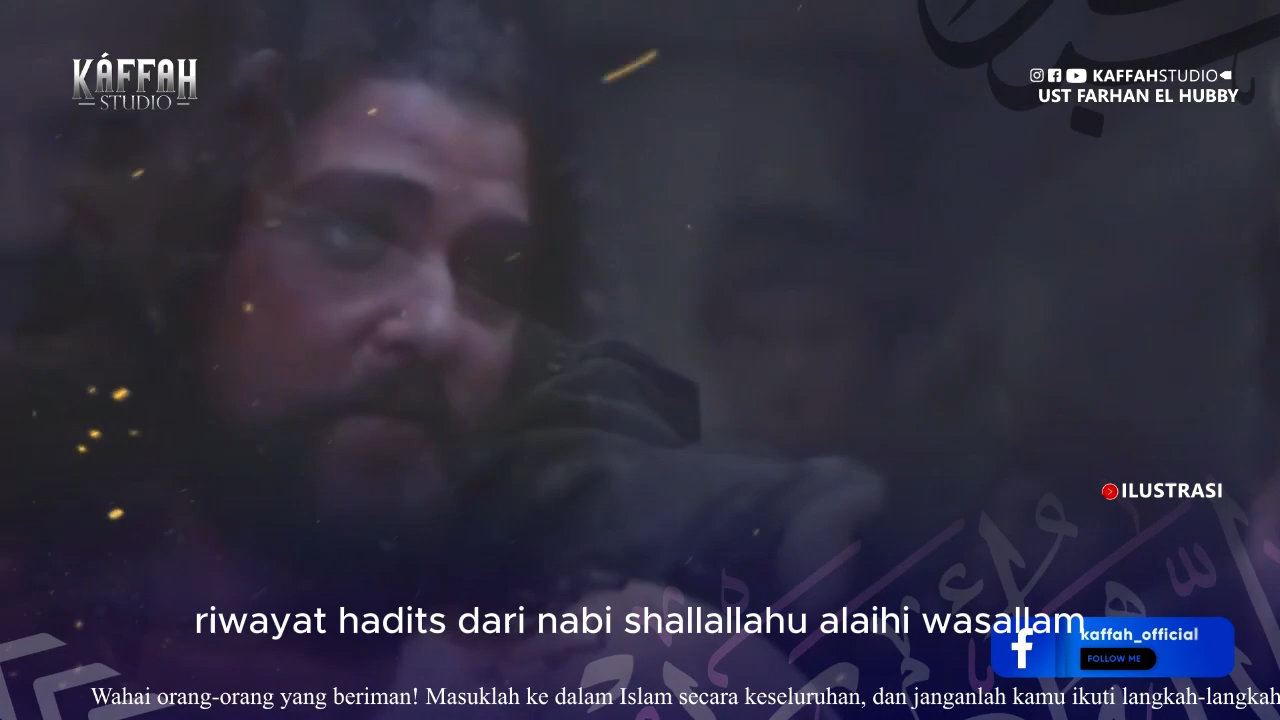 KÁFFAH
STUDIO
KAFFAHSTUDIO
UST FARHAN EL HUBBY
ILUSTRASI
riwayat hadits dari nabi shallallahu alaihi wasallam
kaffah_official
FOLLOW ME
Wahai orang-orang yang beriman! Masuklah ke dalam Islam secara keseluruhan, dan janganlah kamu ikuti langkah-langkah